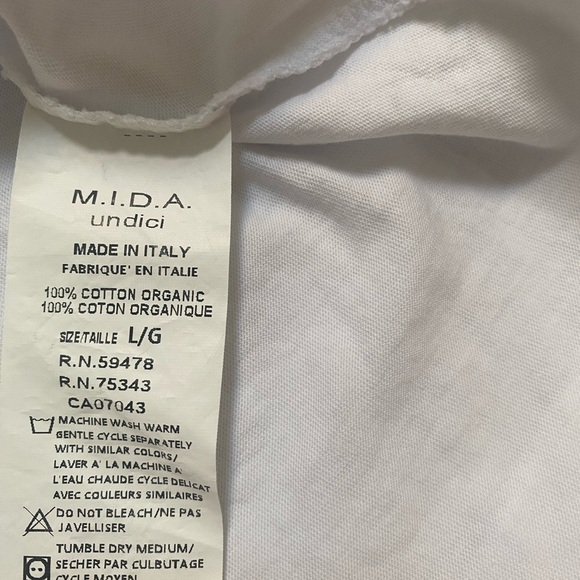 M.I.D.A.
undici
MADE IN ITALY
FABRIQUE' EN ITALIE
100% COTTON ORGANIC
100% COTON ORGANIQUE
SIZE/TAILLE L/G
R.N.59478
R.N.75343
CA07043
MACHINE WASH WARM
GENTLE CYCLE SEPARATELY
WITH SIMILAR COLORS/
LAVER A' LA MACHINE A
L'EAU CHAUDE CYCLE DELICAT
AVEC COULEURS SIMILAIRES
DO NOT BLEACH/NE PAS
JAVELLISER
TUMBLE DRY MEDIUM/
SECHER PAR CULBUTAGE
CYCLE MOYEN